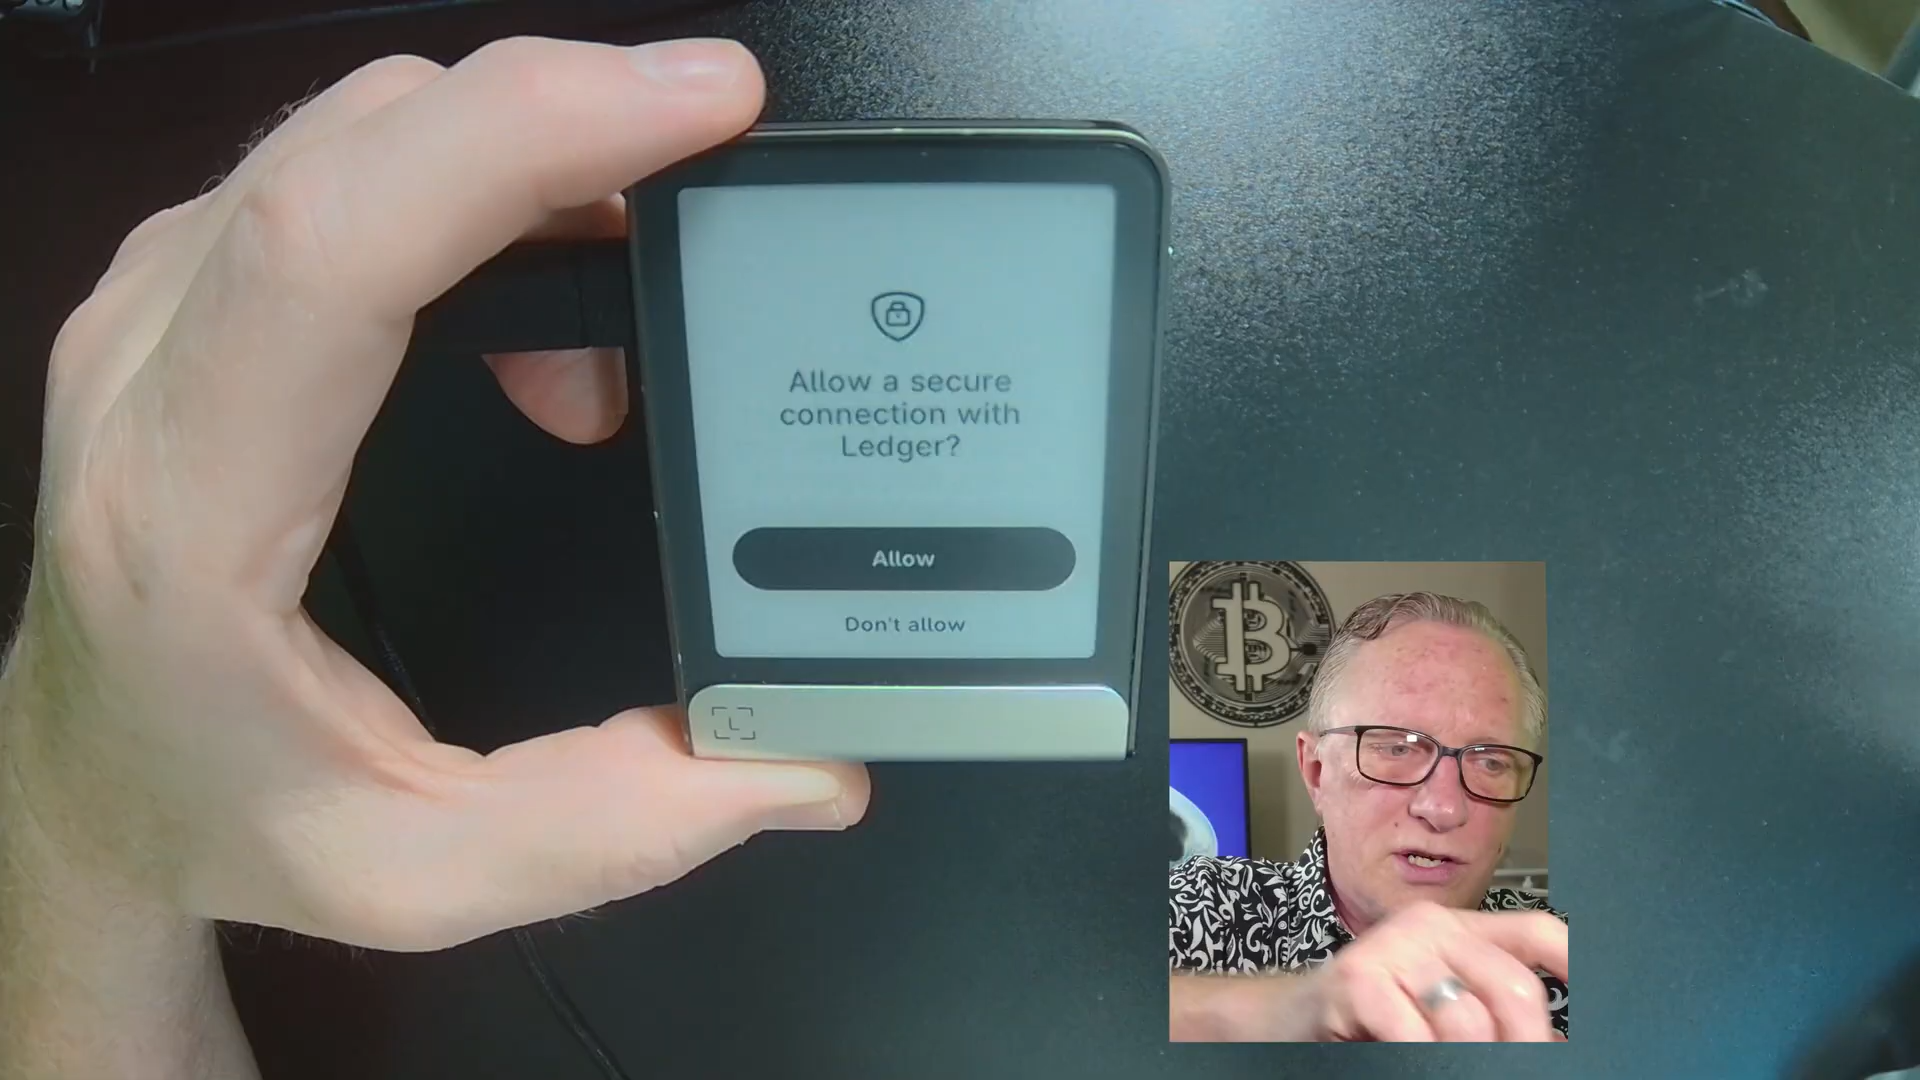 Allow a secure
connection with
Ledger?
Allow
Don't allow